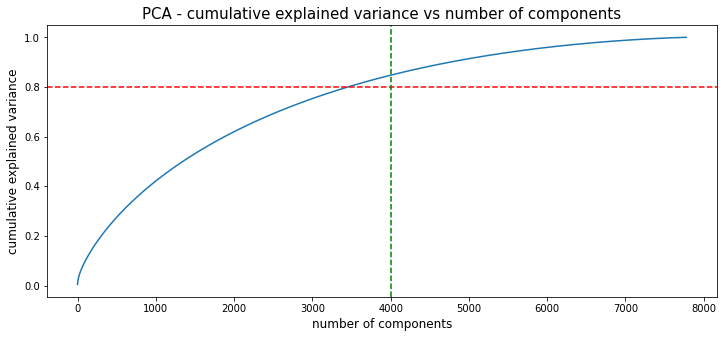 PCA - cumulative explained variance vs number of components
1.0
0.8
0.6
0.4
0.2
0.0
cumulative explained variance
0 1000 2000 3000 4000 5000 6000 7000 8000
number of components